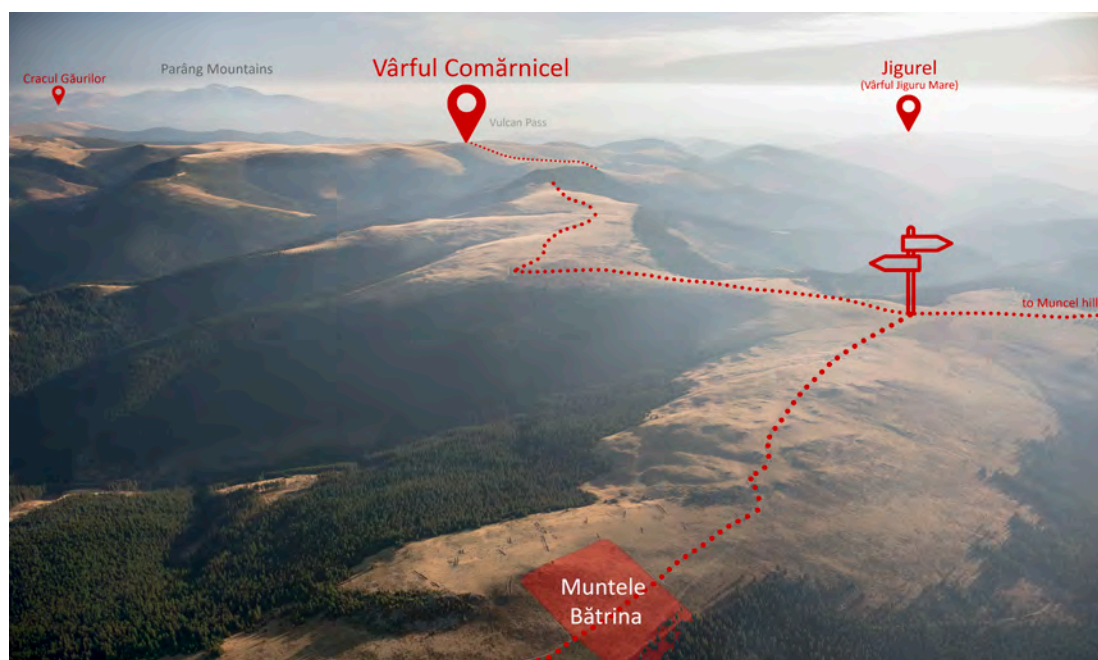 Cracul Găurilor
Parâng Mountains
Vârful Comărnicel
Vulcan Pass
Jigurel
(Vârful Jiguru Mare)
to Muncel hill
Muntele
Bătrina